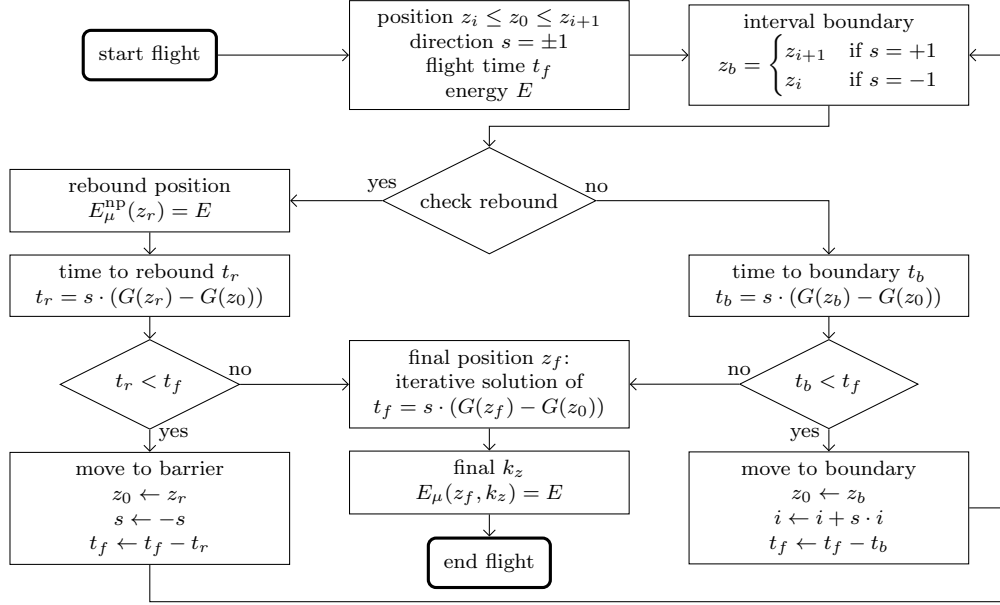 start flight
position z_i ≤ z_0 ≤ z_{i+1}
direction s = ±1
flight time t_f
energy E
interval boundary
z_b = { z_{i+1} if s = +1
z_i if s = −1
check rebound
yes
no
rebound position
E_μ^{np}(z_r) = E
time to rebound t_r
t_r = s · (G(z_r) − G(z_0))
time to boundary t_b
t_b = s · (G(z_b) − G(z_0))
t_r < t_f
no
yes
final position z_f:
iterative solution of
t_f = s · (G(z_f) − G(z_0))
t_b < t_f
no
yes
move to barrier
z_0 ← z_r
s ← −s
t_f ← t_f − t_r
final k_z
E_μ(z_f, k_z) = E
end flight
move to boundary
z_0 ← z_b
i ← i + s · i
t_f ← t_f − t_b